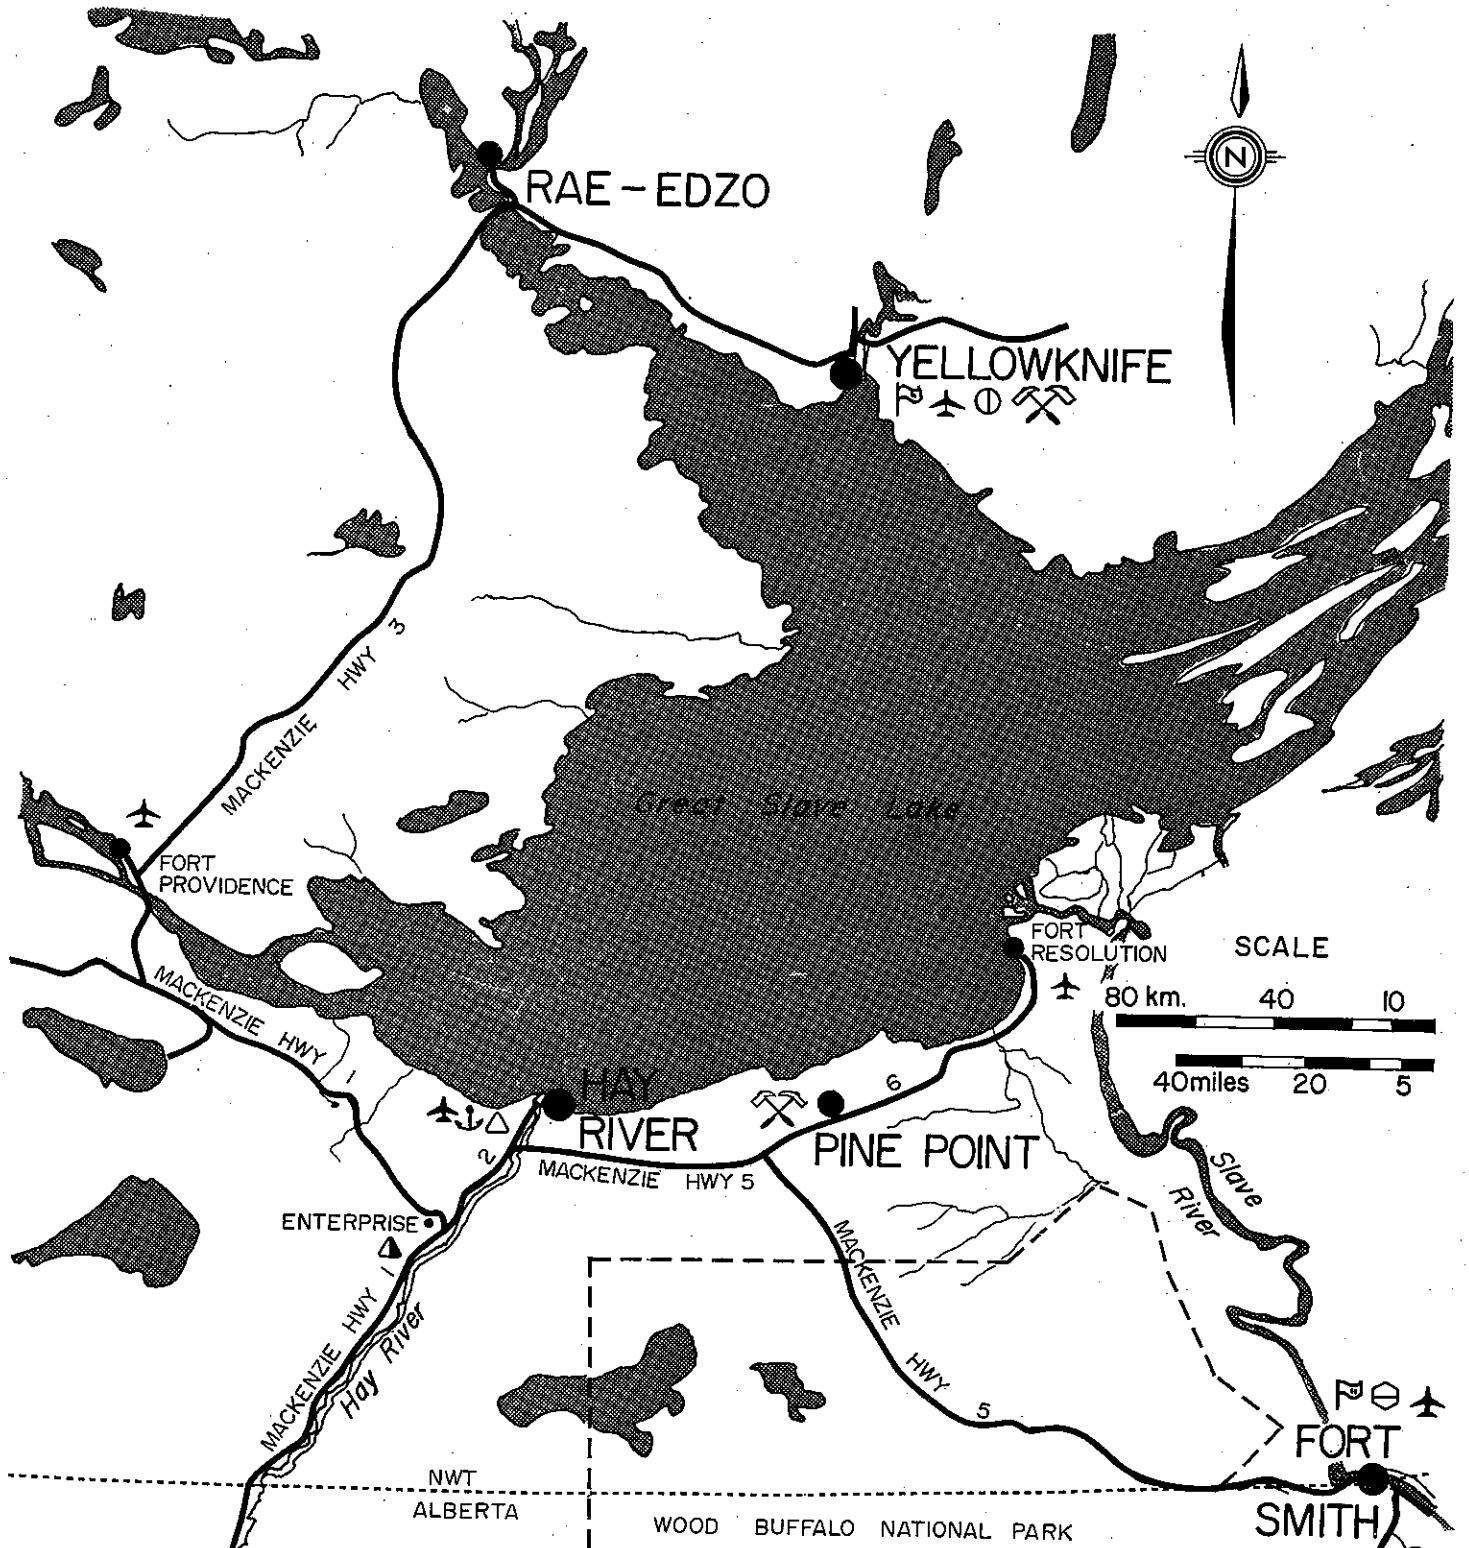 N
RAE - EDZO
YELLOWKNIFE
MACKENZIE HWY 3
Great Slave Lake
FORT
PROVIDENCE
FORT
RESOLUTION
SCALE
80 km. 40 10
40 miles 20 5
MACKENZIE HWY 1
HAY
RIVER
2
6
PINE POINT
MACKENZIE HWY 5
Slave
River
ENTERPRISE
MACKENZIE HWY 1
Hay River
MACKENZIE HWY 5
FORT
SMITH
NWT
ALBERTA
WOOD BUFFALO NATIONAL PARK